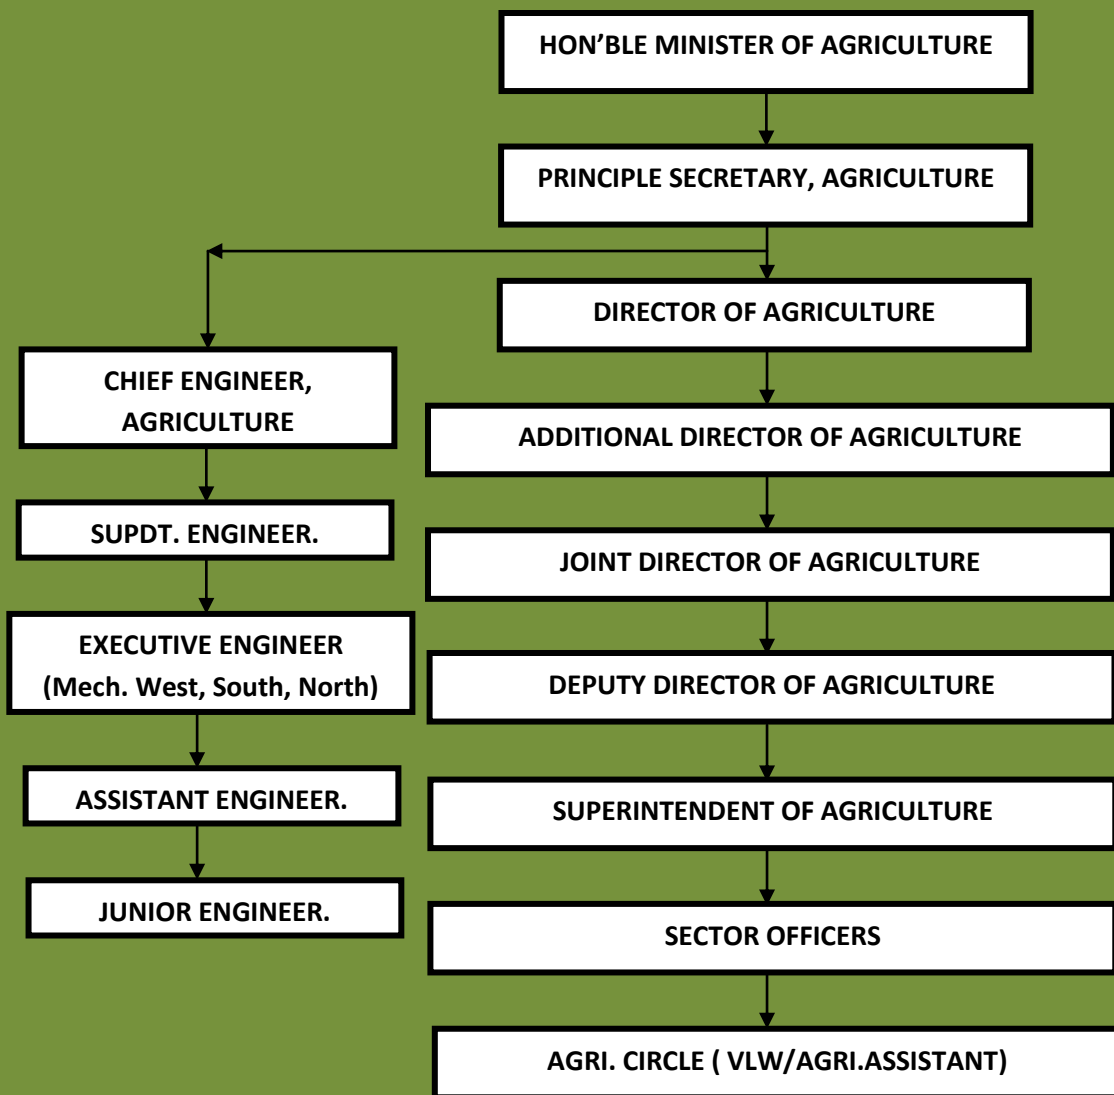 HON’BLE MINISTER OF AGRICULTURE
PRINCIPLE SECRETARY, AGRICULTURE
DIRECTOR OF AGRICULTURE
CHIEF ENGINEER,
AGRICULTURE
ADDITIONAL DIRECTOR OF AGRICULTURE
SUPDT. ENGINEER.
JOINT DIRECTOR OF AGRICULTURE
EXECUTIVE ENGINEER
(Mech. West, South, North)
DEPUTY DIRECTOR OF AGRICULTURE
ASSISTANT ENGINEER.
SUPERINTENDENT OF AGRICULTURE
JUNIOR ENGINEER.
SECTOR OFFICERS
AGRI. CIRCLE ( VLW/AGRI.ASSISTANT)